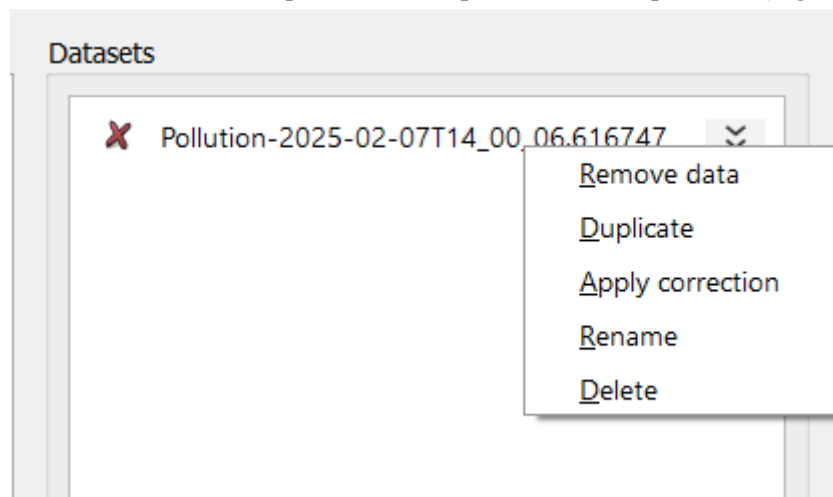 Datasets
Pollution-2025-02-07T14_00_06.616747
Remove data
Duplicate
Apply correction
Rename
Delete